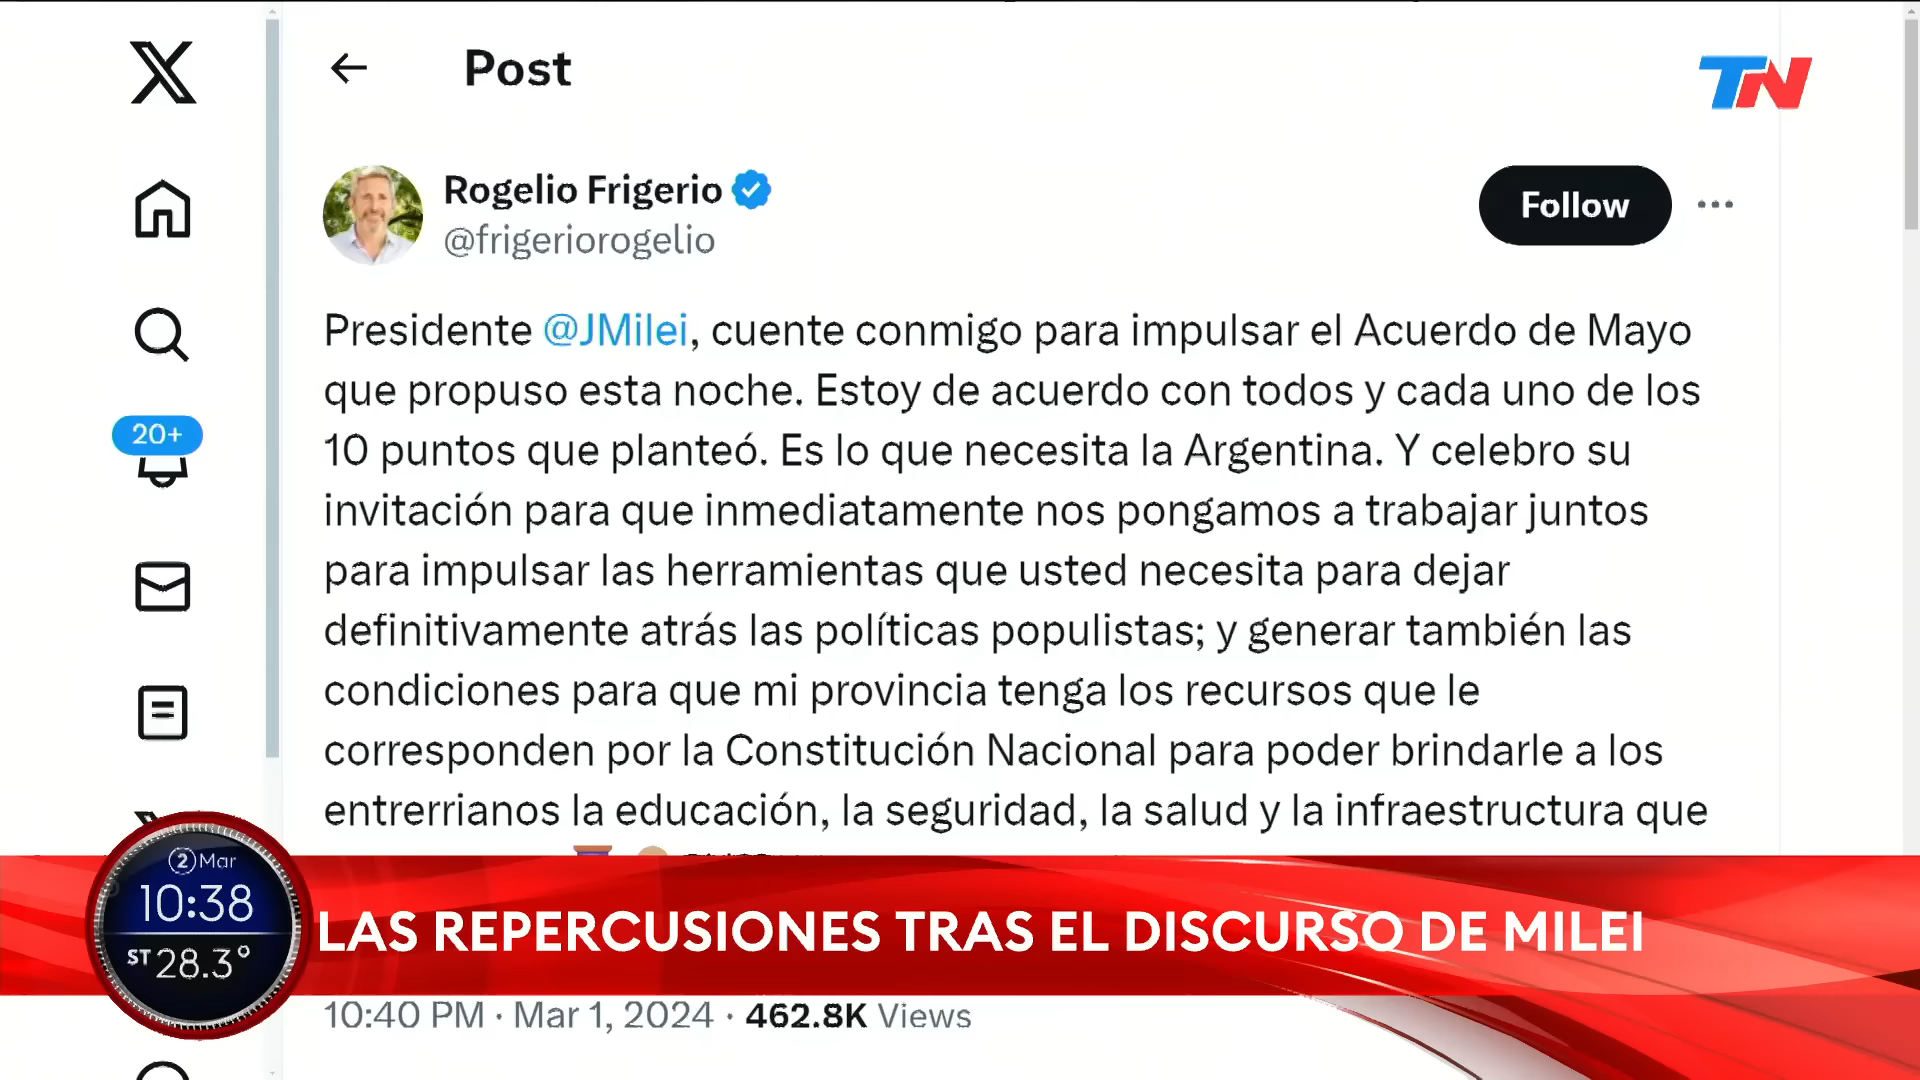 Post
TN
Rogelio Frigerio
@frigeriorogelio
Follow
Presidente @JMilei, cuente conmigo para impulsar el Acuerdo de Mayo
que propuso esta noche. Estoy de acuerdo con todos y cada uno de los
10 puntos que planteó. Es lo que necesita la Argentina. Y celebro su
invitación para que inmediatamente nos pongamos a trabajar juntos
para impulsar las herramientas que usted necesita para dejar
definitivamente atrás las políticas populistas; y generar también las
condiciones para que mi provincia tenga los recursos que le
corresponden por la Constitución Nacional para poder brindarle a los
entrerrianos la educación, la seguridad, la salud y la infraestructura que
20+
2 Mar
10:38
ST 28.3°
LAS REPERCUSIONES TRAS EL DISCURSO DE MILEI
10:40 PM · Mar 1, 2024 · 462.8K Views